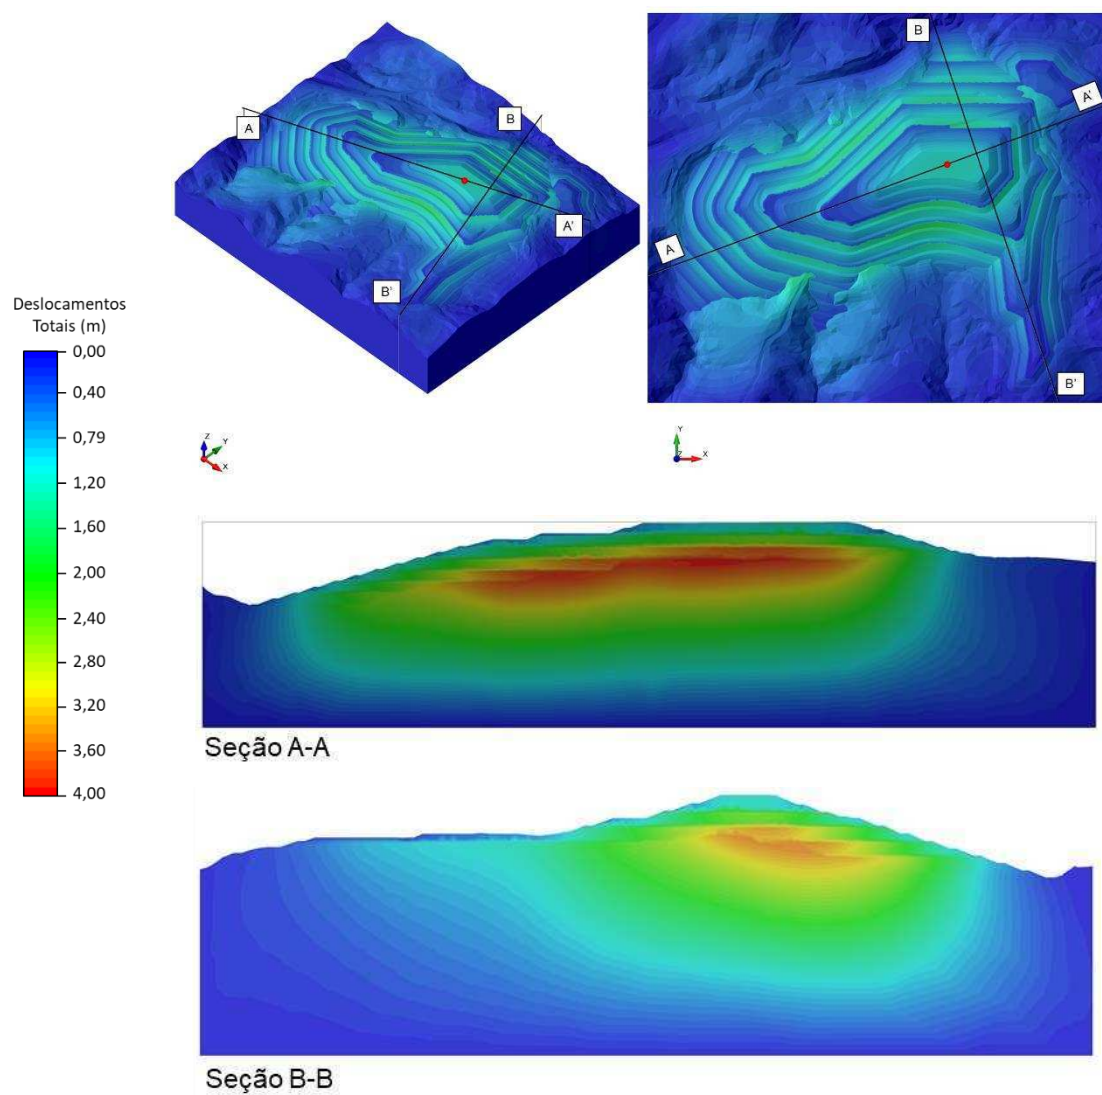 A
B
A'
B'
B
A'
A
B'
Deslocamentos
Totais (m)
0,00
0,40
0,79
1,20
1,60
2,00
2,40
2,80
3,20
3,60
4,00
Z
Y
X
Y
Z
X
Seção A-A
Seção B-B